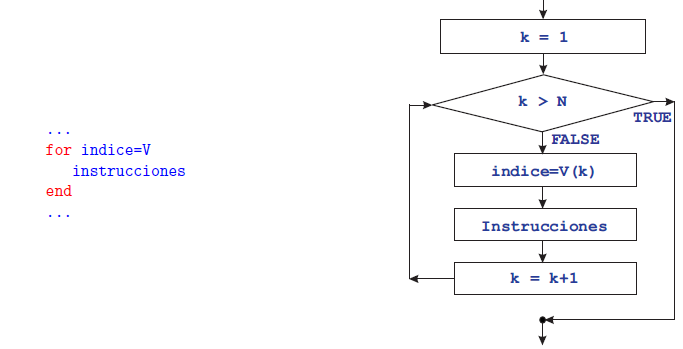 ...
for indice=V
instrucciones
end
...
k = 1
k > N
TRUE
FALSE
indice=V(k)
Instrucciones
k = k+1